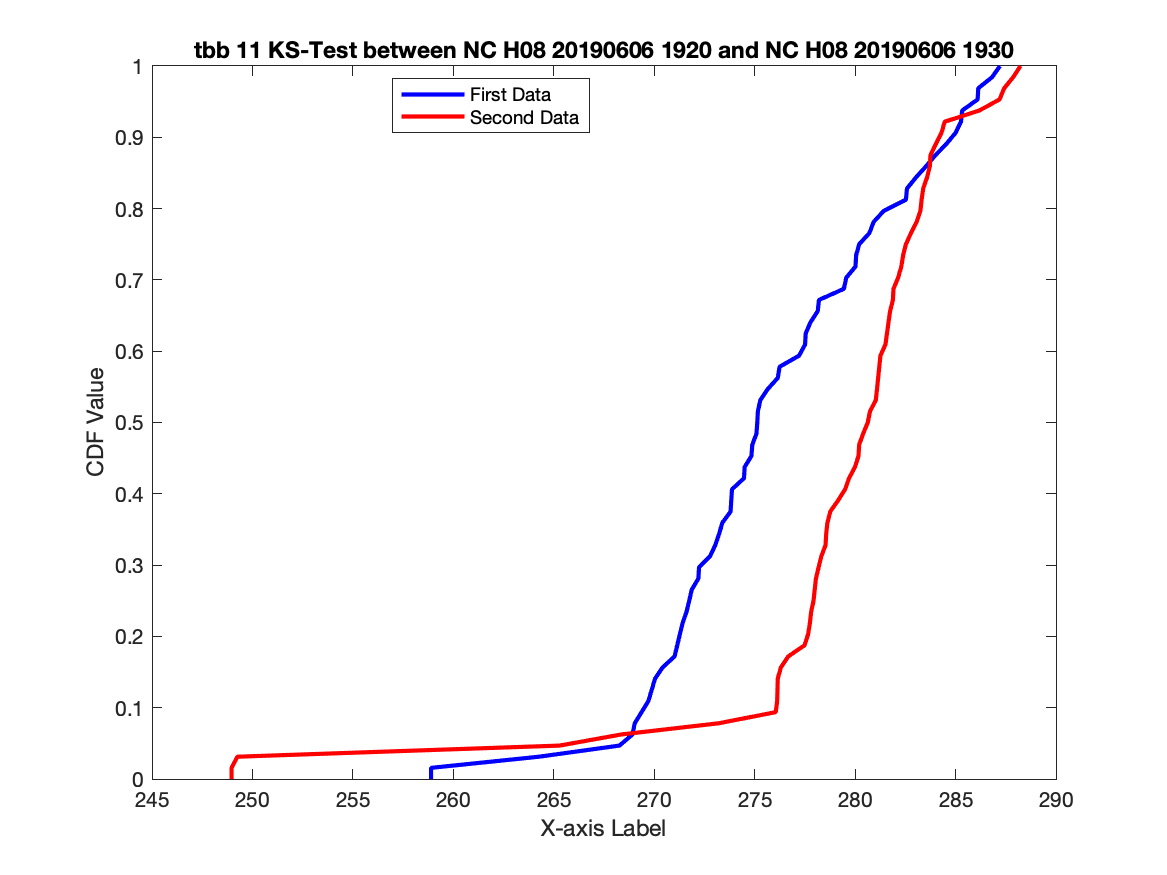 tbb 11 KS-Test between NC H08 20190606 1920 and NC H08 20190606 1930
First Data
Second Data
CDF Value
1
0.9
0.8
0.7
0.6
0.5
0.4
0.3
0.2
0.1
0
245 250 255 260 265 270 275 280 285 290
X-axis Label